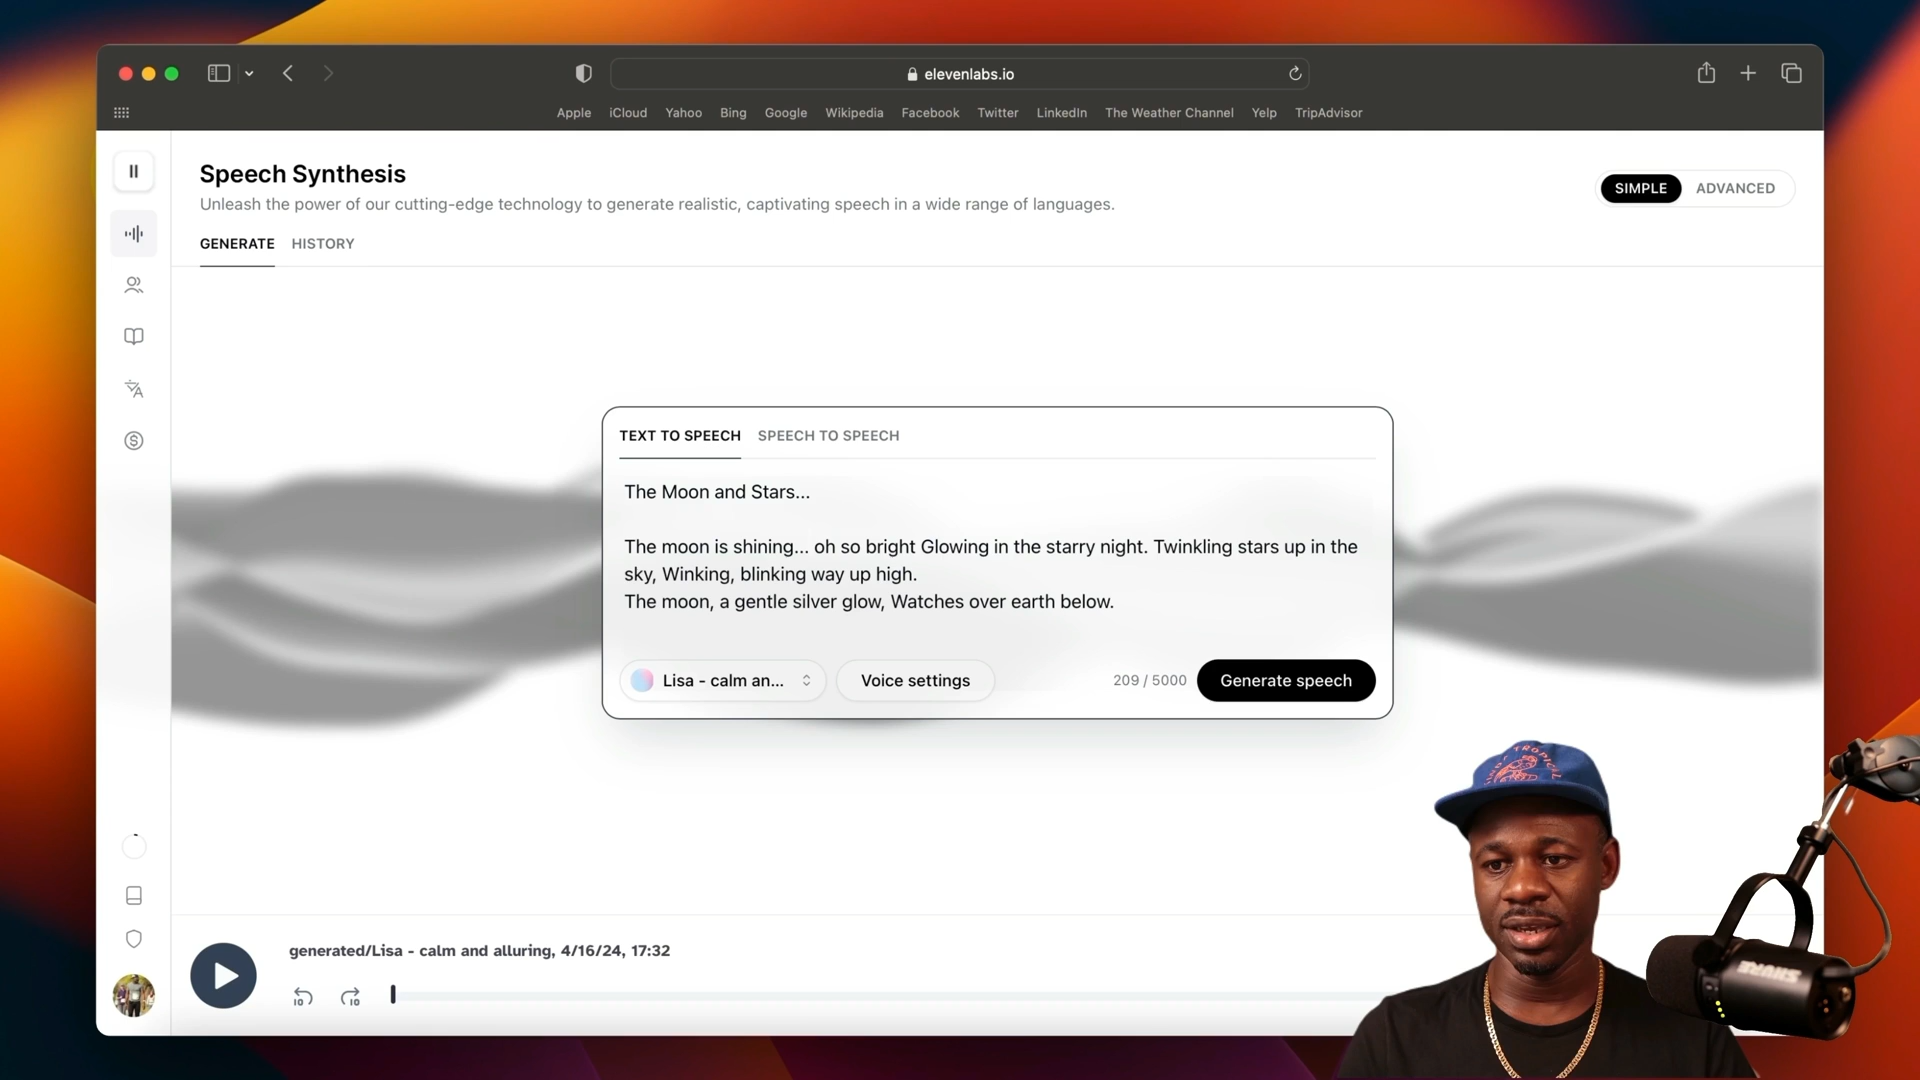 elevenlabs.io
Apple iCloud Yahoo Bing Google Wikipedia Facebook Twitter LinkedIn The Weather Channel Yelp TripAdvisor
Speech Synthesis
Unleash the power of our cutting-edge technology to generate realistic, captivating speech in a wide range of languages.
SIMPLE ADVANCED
GENERATE HISTORY
TEXT TO SPEECH SPEECH TO SPEECH
The Moon and Stars...
The moon is shining... oh so bright Glowing in the starry night. Twinkling stars up in the
sky, Winking, blinking way up high.
The moon, a gentle silver glow, Watches over earth below.
Lisa - calm an... Voice settings 209 / 5000 Generate speech
generated/Lisa - calm and alluring, 4/16/24, 17:32
10 10
TROPICAL
SHURE